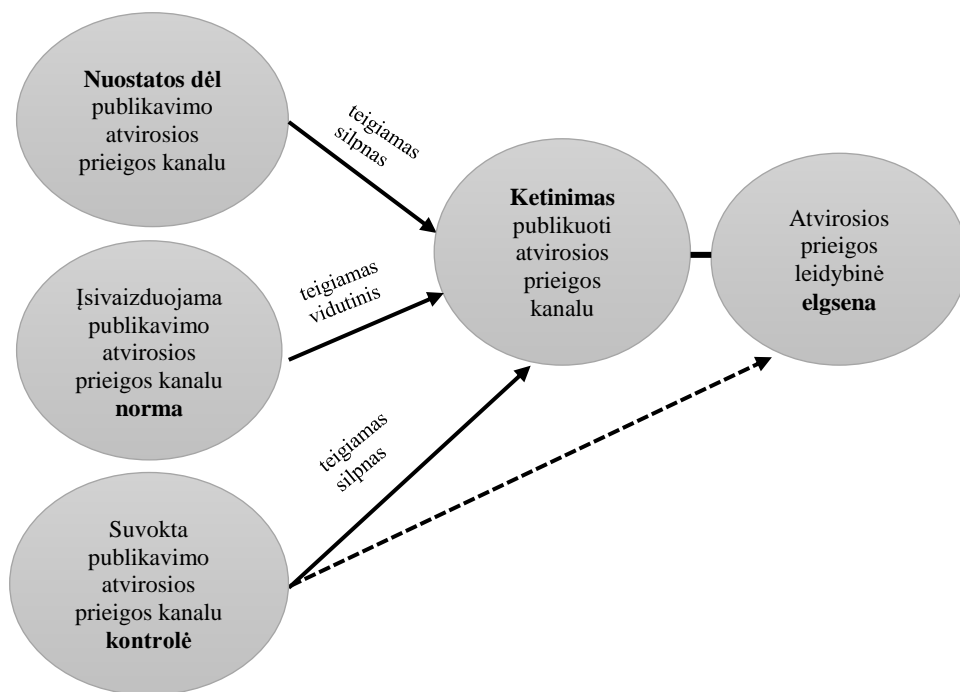 Nuostatos dėl
publikavimo
atvirosios
prieigos kanalu
teigiamas
silpnas
Ketinimas
publikuoti
atvirosios
prieigos
kanalu
Atvirosios
prieigos
leidybinė
elgsena
Įsivaizduojama
publikavimo
atvirosios
prieigos kanalu
norma
teigiamas
vidutinis
Suvokta
publikavimo
atvirosios
prieigos kanalu
kontrolė
teigiamas
silpnas